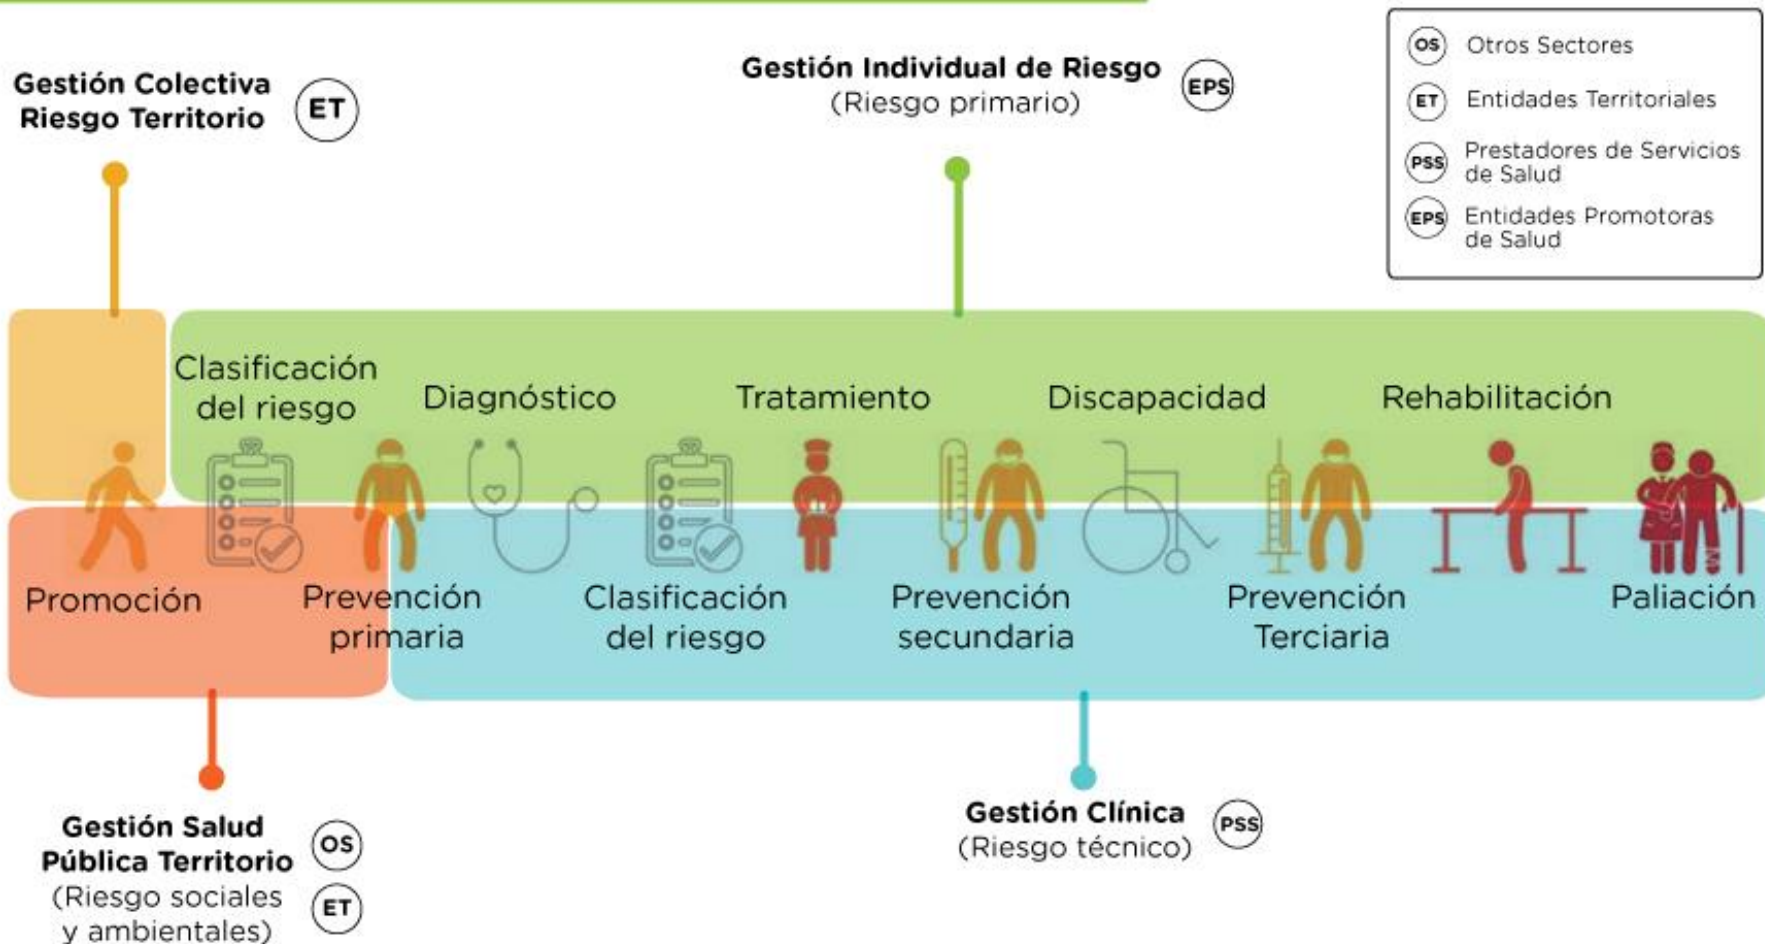 Gestión Colectiva
Riesgo Territorio
ET
Gestión Individual de Riesgo
(Riesgo primario)
EPS
OS Otros Sectores
ET Entidades Territoriales
PSS Prestadores de Servicios
de Salud
EPS Entidades Promotoras
de Salud
Clasificación
del riesgo
Diagnóstico
Tratamiento
Discapacidad
Rehabilitación
Promoción
Prevención
primaria
Clasificación
del riesgo
Prevención
secundaria
Prevención
Terciaria
Paliación
Gestión Salud
Pública Territorio
(Riesgo sociales
y ambientales)
OS
ET
Gestión Clínica
(Riesgo técnico)
PSS